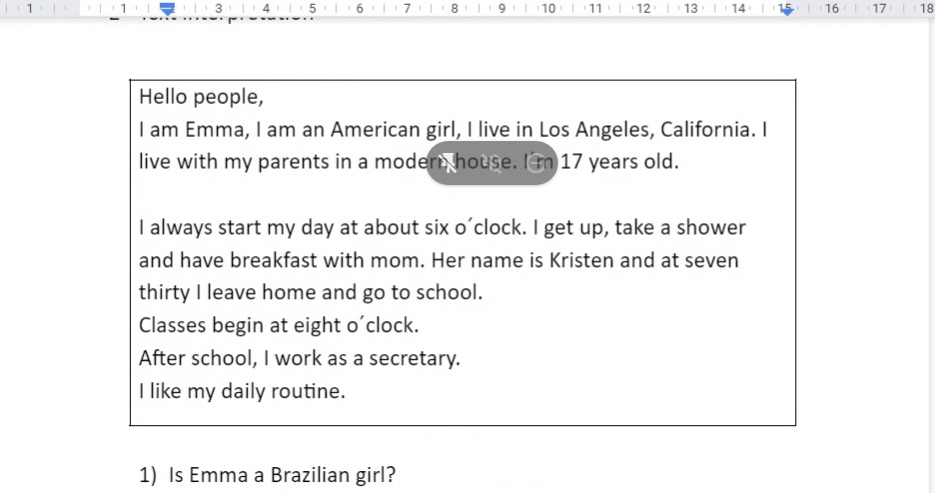 1 1 2 3 4 5 6 7 8 9 10 11 12 13 14 15 16 17 18
Hello people,
I am Emma, I am an American girl, I live in Los Angeles, California. I
live with my parents in a modern house. I´m 17 years old.
I always start my day at about six o´clock. I get up, take a shower
and have breakfast with mom. Her name is Kristen and at seven
thirty I leave home and go to school.
Classes begin at eight o´clock.
After school, I work as a secretary.
I like my daily routine.
1) Is Emma a Brazilian girl?